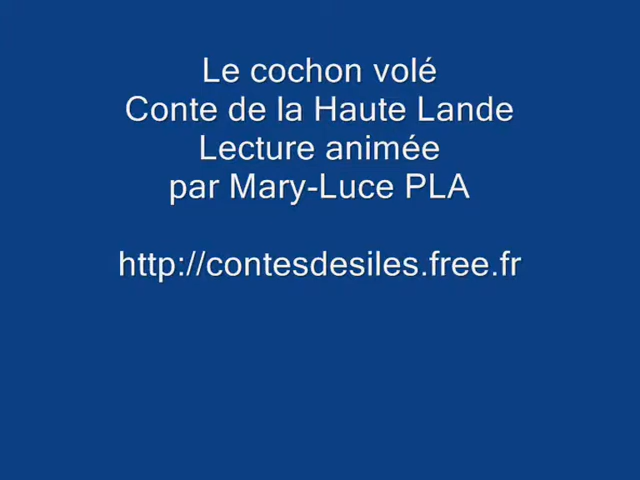 Le cochon volé
Conte de la Haute Lande
Lecture animée
par Mary-Luce PLA
http://contesdesiles.free.fr